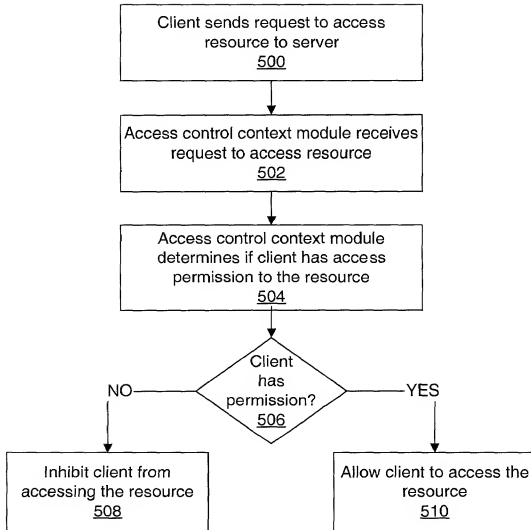 Client sends request to access
resource to server
500
Access control context module receives
request to access resource
502
Access control context module
determines if client has access
permission to the resource
504
Client
has
permission?
506
NO
YES
Inhibit client from
accessing the resource
508
Allow client to access the
resource
510